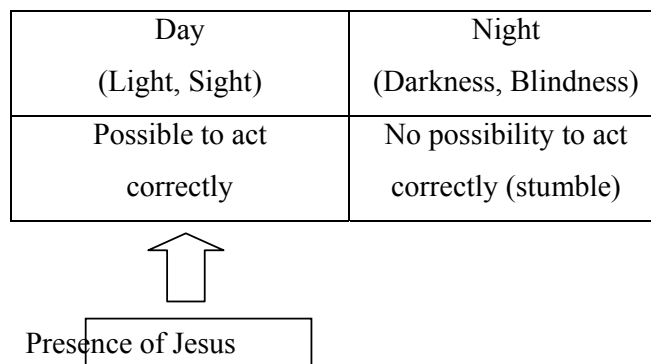 Day
(Light, Sight)
Night
(Darkness, Blindness)
Possible to act
correctly
No possibility to act
correctly (stumble)
Presence of Jesus